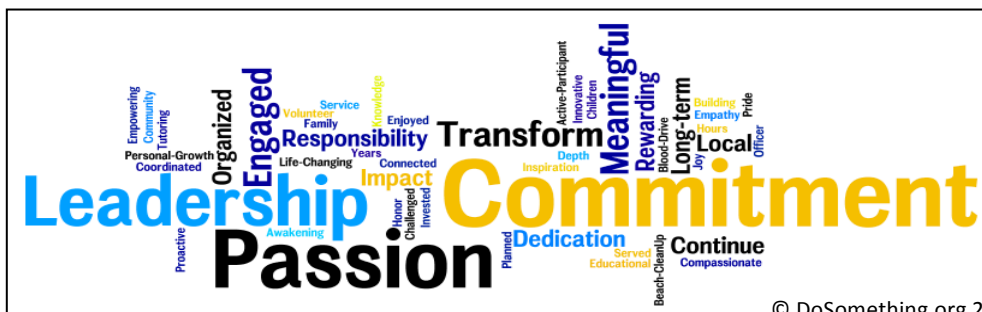 Empowering
Community
Tutoring
Personal-Growth
Coordinated
Organized
Engaged
Volunteer
Service
Knowledge
Family
Enjoyed
Responsibility
Years
Life-Changing
Connected
Impact
Transform
Active-Participant
Innovative
Children
Meaningful
Rewarding
Blood-Drive
Long-term
Building
Empathy
Hours
Pride
Local
Joy
Officer
Depth
Inspiration
Leadership
Commitment
Honor
Challenged
Invested
Awakening
Proactive
Passion
Planned
Dedication
Served
Educational
Beach-CleanUp
Continue
Compassionate
© DoSomething.org 2